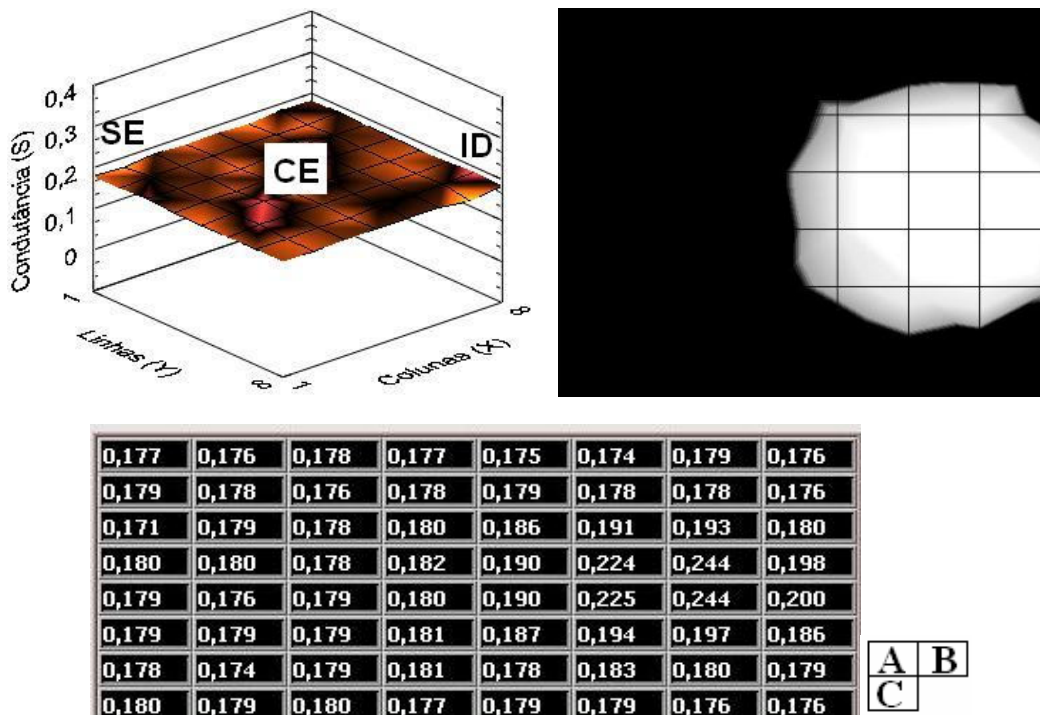 0,4
0,3
0,2
0,1
0
Condutância (S)
SE
CE
ID
1
Linhas (Y)
8
1
Colunas (X)
8
0,177 0,176 0,178 0,177 0,175 0,174 0,179 0,176
0,179 0,178 0,176 0,178 0,179 0,178 0,178 0,176
0,171 0,179 0,178 0,180 0,186 0,191 0,193 0,180
0,180 0,180 0,178 0,182 0,190 0,224 0,244 0,198
0,179 0,176 0,179 0,180 0,190 0,225 0,244 0,200
0,179 0,179 0,179 0,181 0,187 0,194 0,197 0,186
0,178 0,174 0,179 0,181 0,178 0,183 0,180 0,179
0,180 0,179 0,180 0,177 0,179 0,179 0,176 0,176
A B
C